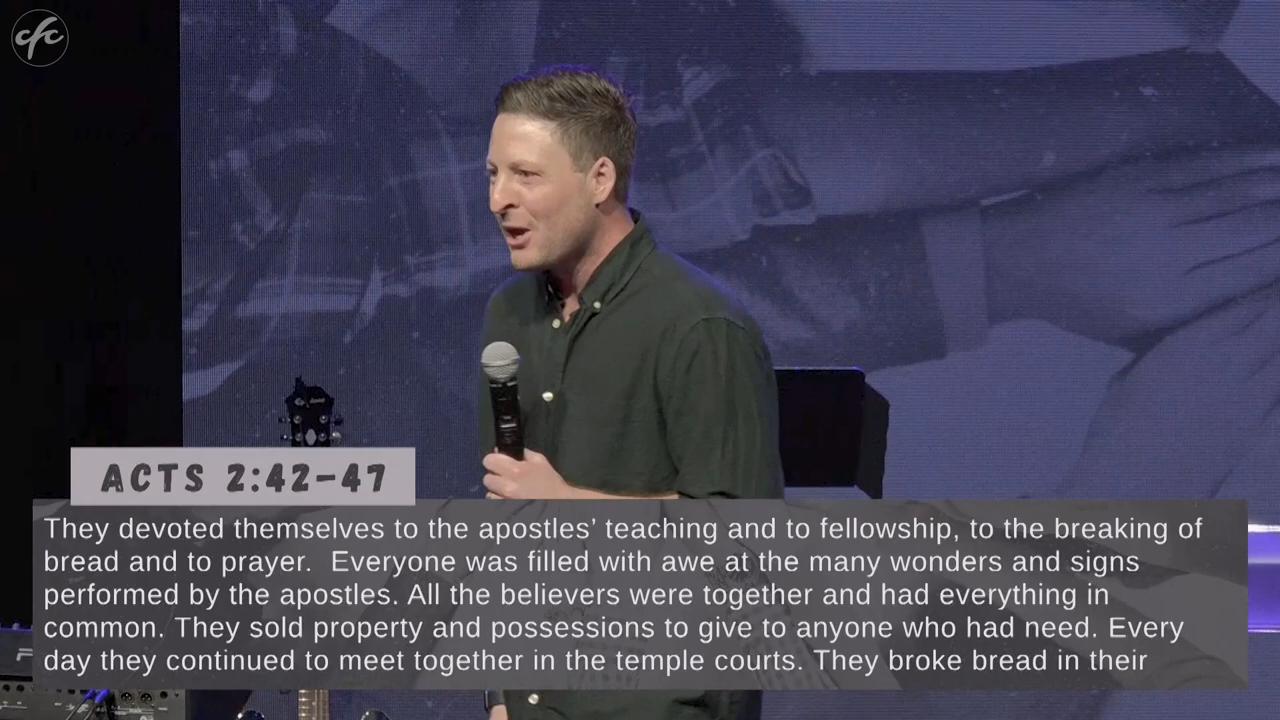 cfc
ACTS 2:42-47
They devoted themselves to the apostles’ teaching and to fellowship, to the breaking of
bread and to prayer.  Everyone was filled with awe at the many wonders and signs
performed by the apostles. All the believers were together and had everything in
common. They sold property and possessions to give to anyone who had need. Every
day they continued to meet together in the temple courts. They broke bread in their